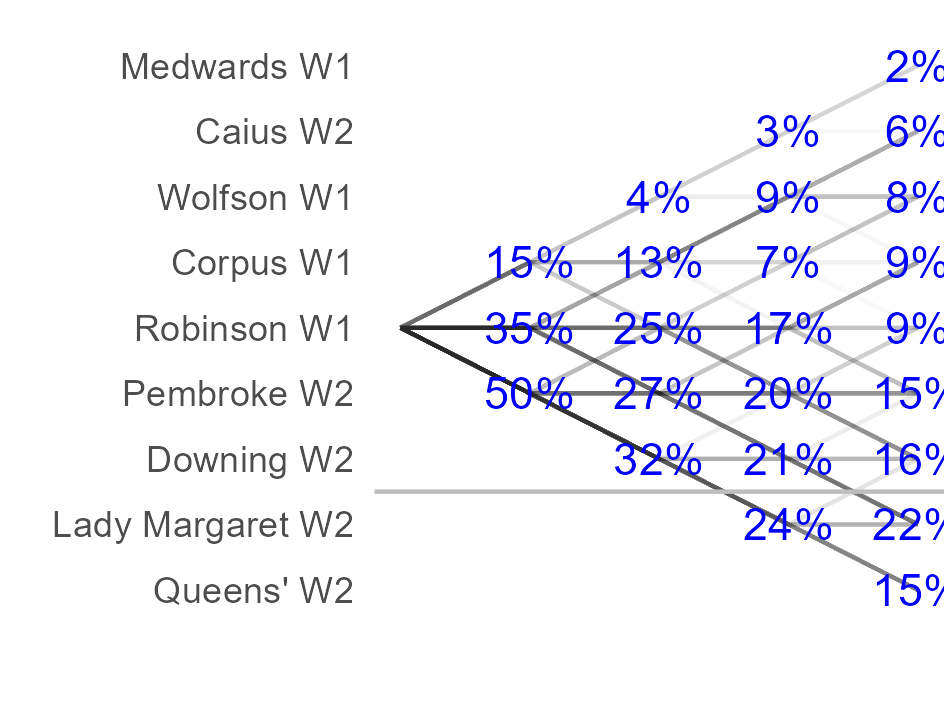 Medwards W1 2%
Caius W2 3% 6%
Wolfson W1 4% 9% 8%
Corpus W1 15% 13% 7% 9%
Robinson W1 35% 25% 17% 9%
Pembroke W2 50% 27% 20% 15%
Downing W2 32% 21% 16%
Lady Margaret W2 24% 22%
Queens' W2 15%